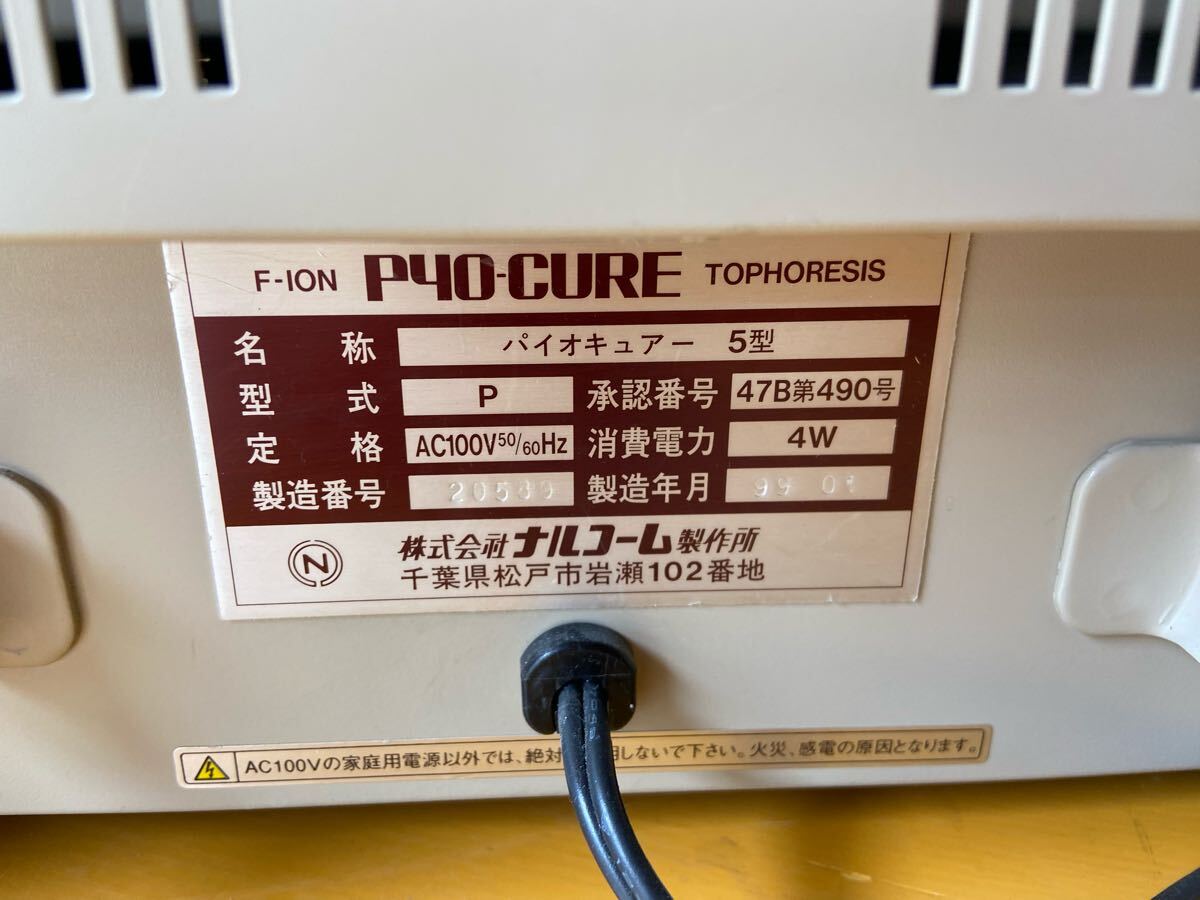 F-ION PYO-CURE TOPHORESIS
名称 パイオキュアー 5型
型式 P 承認番号 47B第490号
定格 AC100V50/60Hz 消費電力 4W
製造番号 20589 製造年月 99 01
N
株式会社ナルコーム製作所
千葉県松戸市岩瀬102番地
AC100Vの家庭用電源以外では、絶対 用しないで下さい。火災、感電の原因となります。